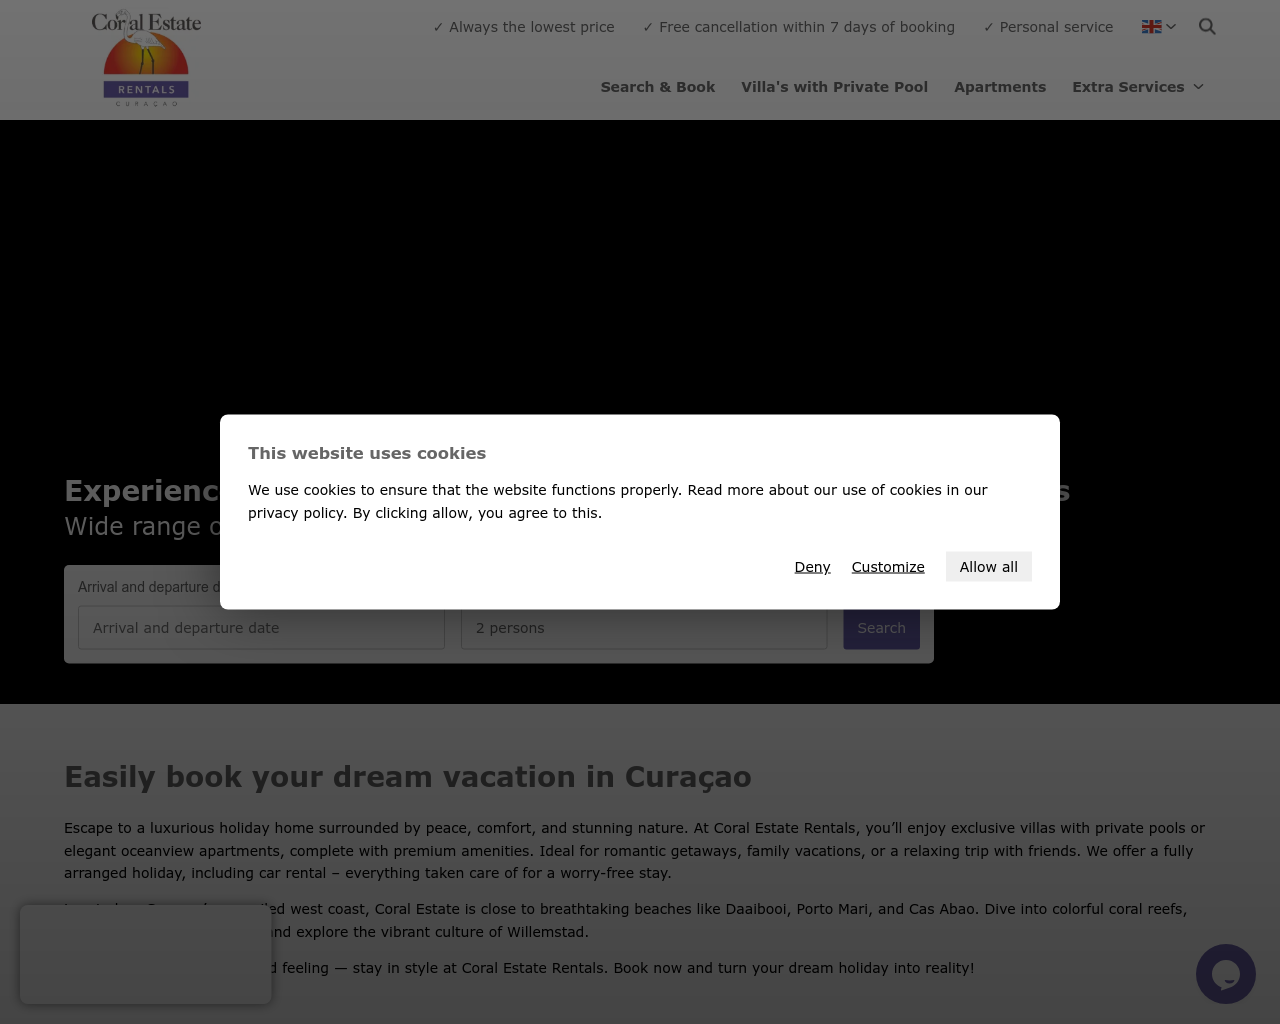 Coral Estate
RENTALS
CURAÇAO
✓ Always the lowest price
✓ Free cancellation within 7 days of booking
✓ Personal service
Search & Book
Villa's with Private Pool
Apartments
Extra Services
Experienc
s
Wide range o
This website uses cookies
We use cookies to ensure that the website functions properly. Read more about our use of cookies in our
privacy policy. By clicking allow, you agree to this.
Deny
Customize
Allow all
Arrival and departure d
Arrival and departure date
2 persons
Search
Easily book your dream vacation in Curaçao
Escape to a luxurious holiday home surrounded by peace, comfort, and stunning nature. At Coral Estate Rentals, you’ll enjoy exclusive villas with private pools or
elegant oceanview apartments, complete with premium amenities. Ideal for romantic getaways, family vacations, or a relaxing trip with friends. We offer a fully
arranged holiday, including car rental – everything taken care of for a worry-free stay.
west coast, Coral Estate is close to breathtaking beaches like Daaibooi, Porto Mari, and Cas Abao. Dive into colorful coral reefs,
and explore the vibrant culture of Willemstad.
feeling — stay in style at Coral Estate Rentals. Book now and turn your dream holiday into reality!